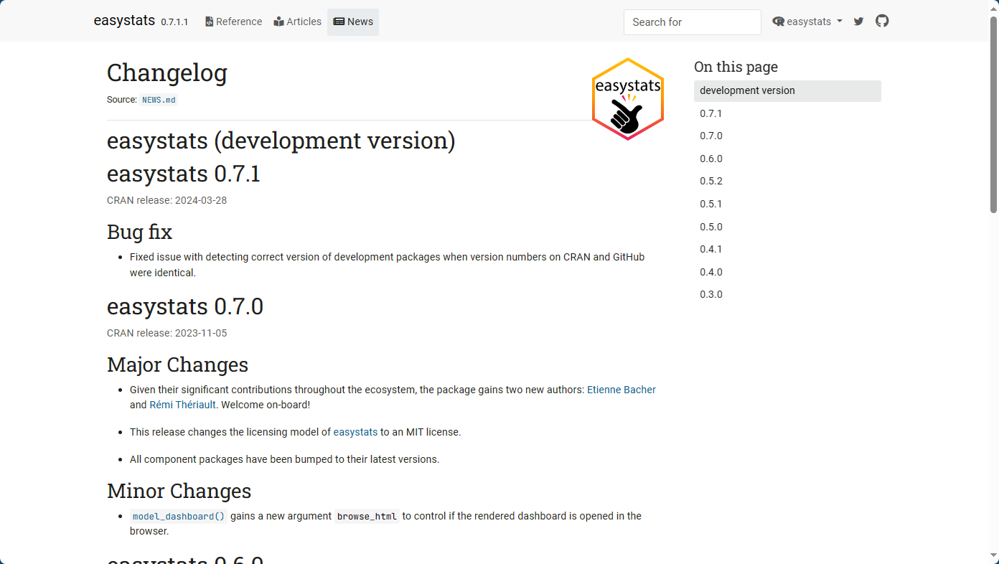 easystats 0.7.1.1 Reference Articles News Search for easystats
Changelog
Source: NEWS.md
easystats
easystats (development version)
easystats 0.7.1
CRAN release: 2024-03-28
Bug fix
• Fixed issue with detecting correct version of development packages when version numbers on CRAN and GitHub
were identical.
easystats 0.7.0
CRAN release: 2023-11-05
Major Changes
• Given their significant contributions throughout the ecosystem, the package gains two new authors: Etienne Bacher
and Rémi Thériault. Welcome on-board!
• This release changes the licensing model of easystats to an MIT license.
• All component packages have been bumped to their latest versions.
Minor Changes
• model_dashboard() gains a new argument browse_html to control if the rendered dashboard is opened in the
browser.
easystats 0.6.0
On this page
development version
0.7.1
0.7.0
0.6.0
0.5.2
0.5.1
0.5.0
0.4.1
0.4.0
0.3.0